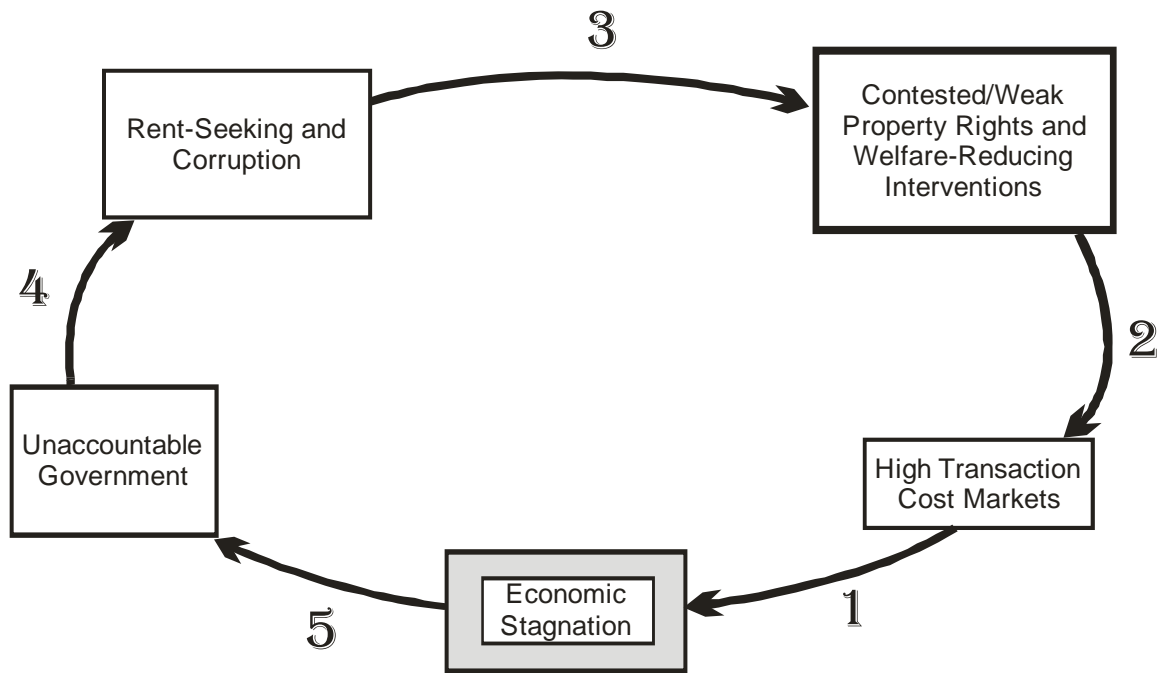 3
Rent-Seeking and
Corruption
Contested/Weak
Property Rights and
Welfare-Reducing
Interventions
4
2
Unaccountable
Government
High Transaction
Cost Markets
Economic
Stagnation
5
1